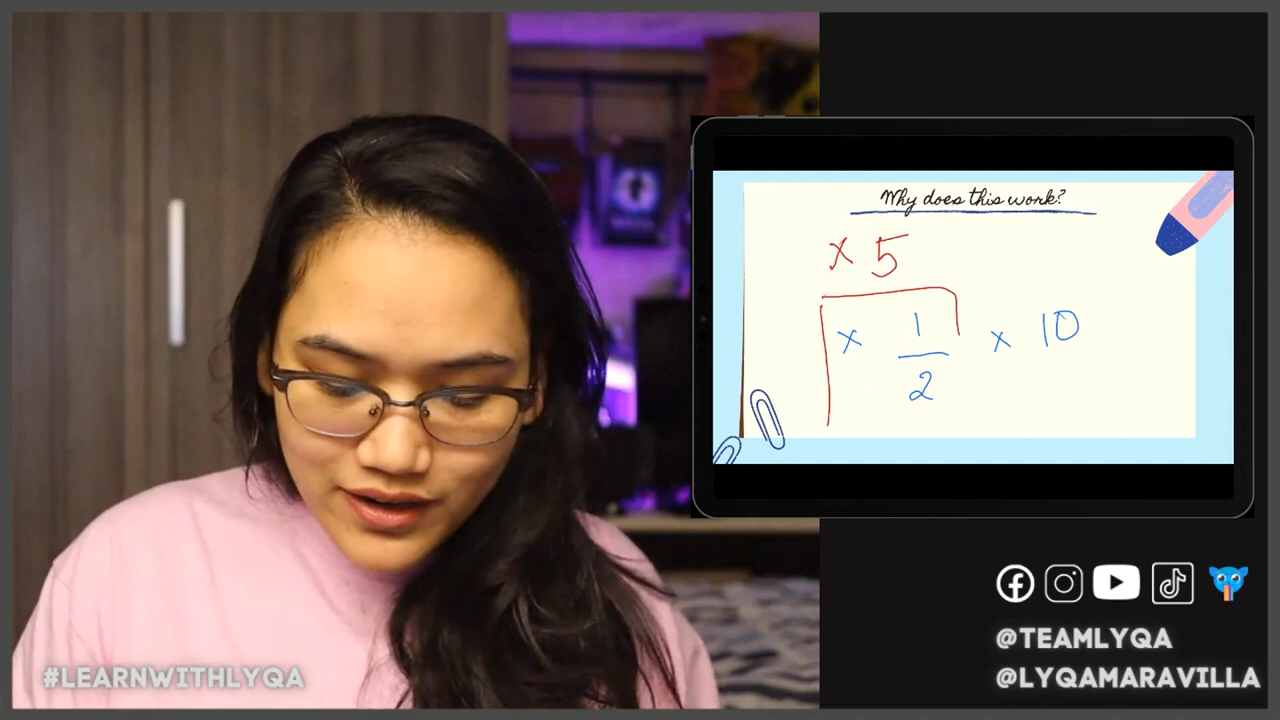 Why does this work?
× 5
× 1/2 × 10
#LEARNWITHLYQA
@TEAMLYQA
@LYQAMARAVILLA